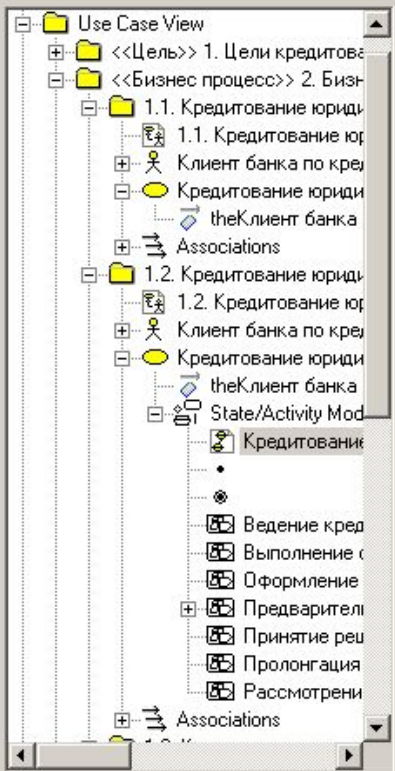 Use Case View
<<Цель>> 1. Цели кредитова
<<Бизнес процесс>> 2. Бизн
1.1. Кредитование юриди
1.1. Кредитование юр
Клиент банка по кред
Кредитование юриди
theКлиент банка
Associations
1.2. Кредитование юриди
1.2. Кредитование юр
Клиент банка по кред
Кредитование юриди
theКлиент банка
State/Activity Mod
Кредитование
Ведение кред
Выполнение
Оформление
Предварител
Принятие реш
Пролонгация
Рассмотрени
Associations